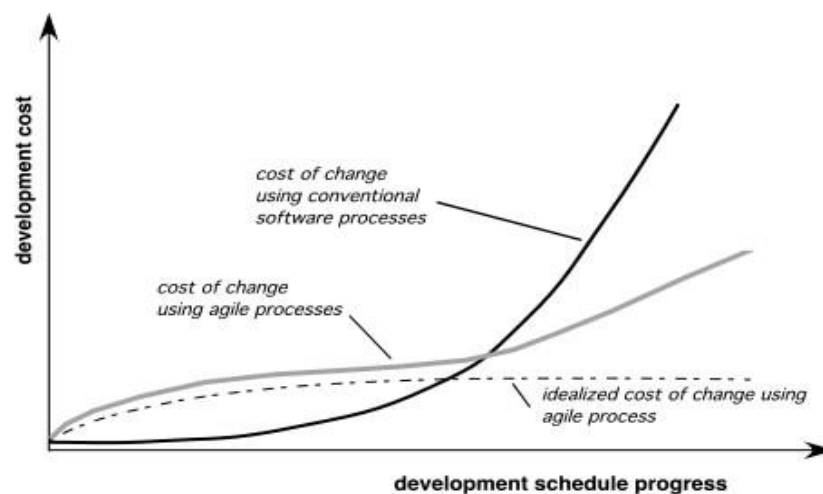 development cost
cost of change
using conventional
software processes
cost of change
using agile processes
idealized cost of change using
agile process
development schedule progress